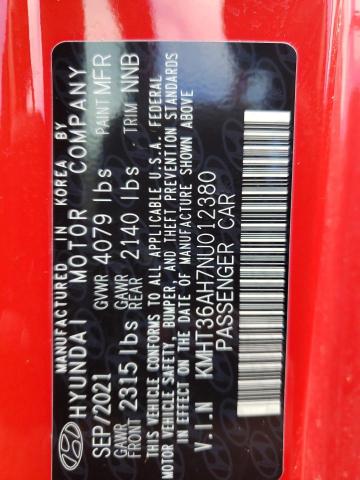 MANUFACTURED IN KOREA BY
HYUNDAI MOTOR COMPANY
SEP/2021 GVWR 4079 lbs PAINT MFR
GAWR FRONT 2315 lbs GAWR REAR 2140 lbs TRIM NNB
THIS VEHICLE CONFORMS TO ALL APPLICABLE U.S.A. FEDERAL
MOTOR VEHICLE SAFETY, BUMPER, AND THEFT PREVENTION STANDARDS
IN EFFECT ON THE DATE OF MANUFACTURE SHOWN ABOVE
V.I.N KMHT36AH7NU012380
PASSENGER CAR